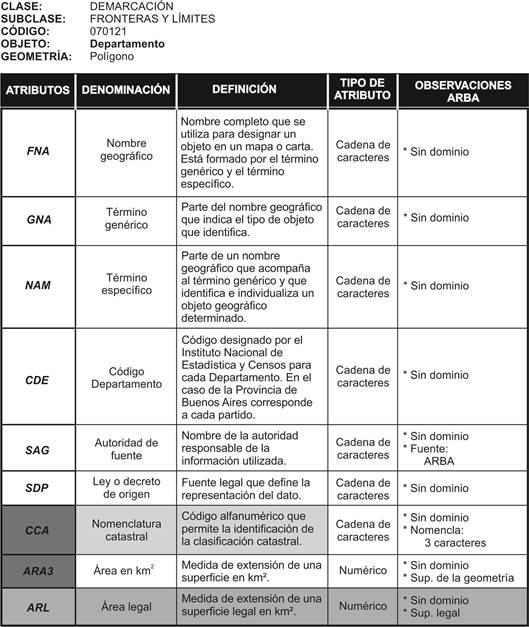 CLASE: DEMARCACIÓN
SUBCLASE: FRONTERAS Y LÍMITES
CÓDIGO: 070121
OBJETO: Departamento
GEOMETRÍA: Polígono
ATRIBUTOS DENOMINACIÓN DEFINICIÓN TIPO DE ATRIBUTO OBSERVACIONES ARBA
FNA
Nombre
geográfico
Nombre completo que se
utiliza para designar un
objeto en un mapa o carta.
Está formado por el término
genérico y el término
específico.
Cadena de
caracteres
* Sin dominio
GNA
Término
genérico
Parte del nombre geográfico
que indica el tipo de objeto
que identifica.
Cadena de
caracteres
* Sin dominio
NAM
Término
específico
Parte de un nombre
geográfico que acompaña
al término genérico y que
identifica e individualiza un
objeto geográfico
determinado.
Cadena de
caracteres
* Sin dominio
CDE
Código
Departamento
Código designado por el
Instituto Nacional de
Estadística y Censos para
cada Departamento. En el
caso de la Provincia de
Buenos Aires corresponde
a cada partido.
Cadena de
caracteres
* Sin dominio
SAG
Autoridad de
fuente
Nombre de la autoridad
responsable de la
información utilizada.
Cadena de
caracteres
* Sin dominio
* Fuente:
ARBA
SDP
Ley o decreto
de origen
Fuente legal que define la
representación del dato.
Cadena de
caracteres
* Sin dominio
CCA
Nomenclatura
catastral
Código alfanumérico que
permite la identificación de
la clasificación catastral.
Cadena de
caracteres
* Sin dominio
* Nomencla:
3 caracteres
ARA3
Área en km²
Medida de extensión de una
superficie en km².
Numérico
* Sin dominio
* Sup. de la geometría
ARL
Área legal
Medida de extensión de una
superficie legal en km².
Numérico
* Sin dominio
* Sup. legal